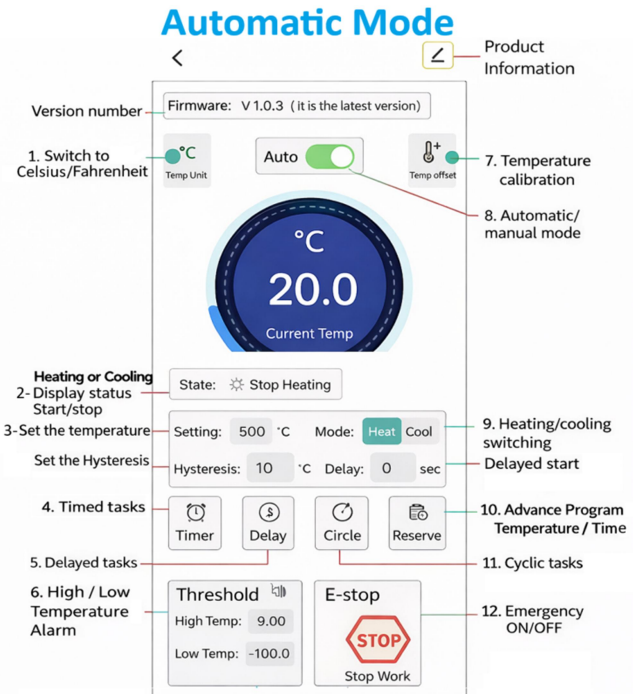 Automatic Mode
Product
Information
Version number
Firmware: V 1.0.3 ( it is the latest version)
1. Switch to
Celsius/Fahrenheit
°C
Temp Unit
Auto
Temp offset
7. Temperature
calibration
8. Automatic/
manual mode
°C
20.0
Current Temp
Heating or Cooling
2- Display status
Start/stop
State: Stop Heating
3-Set the temperature
Setting: 500 °C Mode: Heat Cool
9. Heating/cooling
switching
Set the Hysteresis
Hysteresis: 10 °C Delay: 0 sec
Delayed start
4. Timed tasks
Timer
Delay
Circle
Reserve
10. Advance Program
Temperature / Time
5. Delayed tasks
11. Cyclic tasks
6. High / Low
Temperature
Alarm
Threshold
High Temp: 9.00
Low Temp: -100.0
E-stop
STOP
Stop Work
12. Emergency
ON/OFF